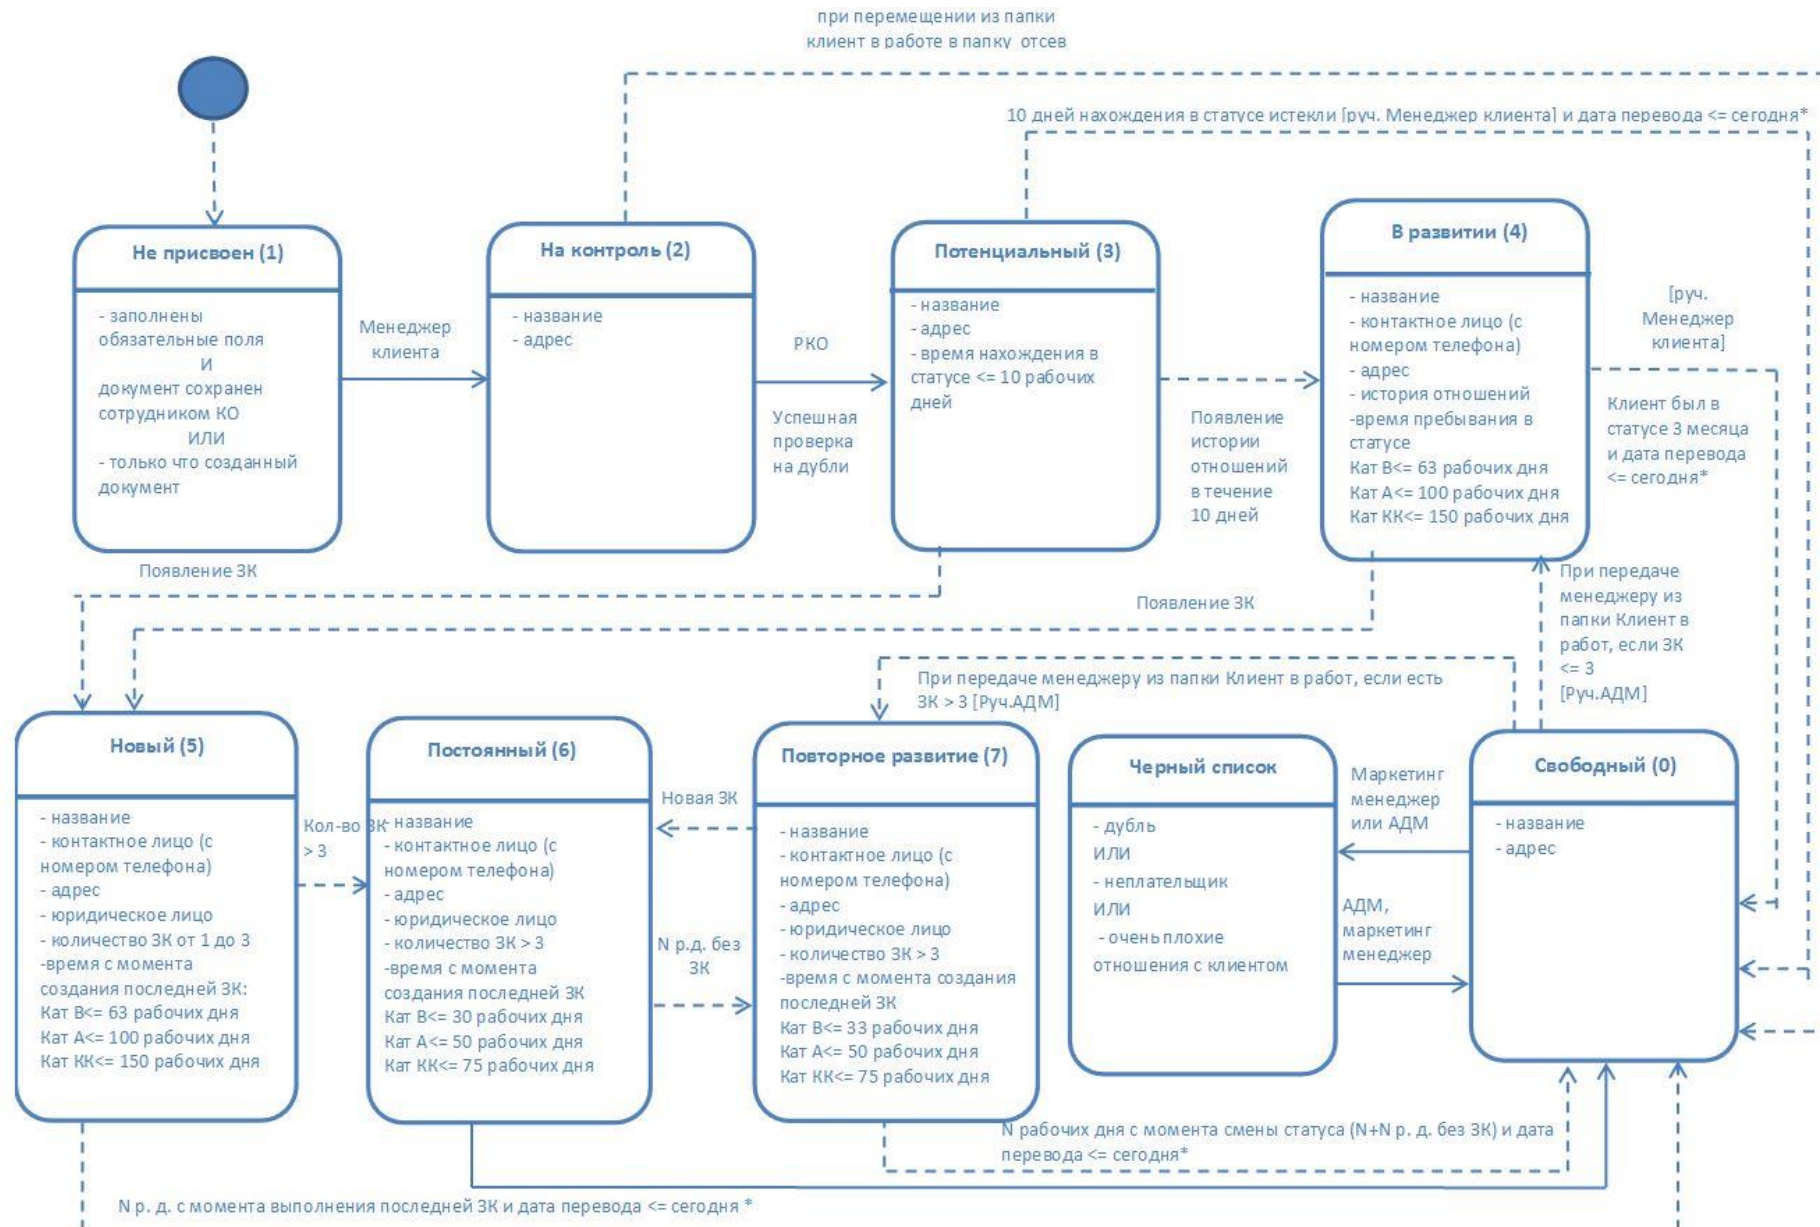 при перемещении из папки
клиент в работе в папку отсев
10 дней нахождения в статусе истекли [руч. Менеджер клиента] и дата перевода <= сегодня*
Не присвоен (1)
- заполнены
обязательные поля
И
документ сохранен
сотрудником КО
ИЛИ
- только что созданный
документ
Менеджер
клиента
На контроль (2)
- название
- адрес
РКО
Успешная
проверка
на дубли
Потенциальный (3)
- название
- адрес
- время нахождения в
статусе <= 10 рабочих
дней
Появление
истории
отношений
в течение
10 дней
В развитии (4)
- название
- контактное лицо (с
номером телефона)
- адрес
- история отношений
-время пребывания в
статусе
Кат В<= 63 рабочих дня
Кат А<= 100 рабочих дня
Кат КК<= 150 рабочих дня
[руч.
Менеджер
клиента]
Клиент был в
статусе 3 месяца
и дата перевода
<= сегодня*
Появление ЗК
Появление ЗК
При передаче
менеджеру из
папки Клиент в
работ, если ЗК
<= 3
[Руч.АДМ]
При передаче менеджеру из папки Клиент в работ, если есть
ЗК > 3 [Руч.АДМ]
Новый (5)
- название
- контактное лицо (с
номером телефона)
- адрес
- юридическое лицо
- количество ЗК от 1 до 3
-время с момента
создания последней ЗК:
Кат В<= 63 рабочих дня
Кат А<= 100 рабочих дня
Кат КК<= 150 рабочих дня
Кол-во ЗК
> 3
Постоянный (6)
- название
- контактное лицо (с
номером телефона)
- адрес
- юридическое лицо
- количество ЗК > 3
-время с момента
создания последней ЗК
Кат В<= 30 рабочих дня
Кат А<= 50 рабочих дня
Кат КК<= 75 рабочих дня
Новая ЗК
N р.д. без
ЗК
Повторное развитие (7)
- название
- контактное лицо (с
номером телефона)
- адрес
- юридическое лицо
- количество ЗК > 3
-время с момента создания
последней ЗК
Кат В<= 33 рабочих дня
Кат А<= 50 рабочих дня
Кат КК<= 75 рабочих дня
Черный список
- дубль
ИЛИ
- неплательщик
ИЛИ
- очень плохие
отношения с клиентом
Маркетинг
менеджер
или АДМ
АДМ,
маркетинг
менеджер
Свободный (0)
- название
- адрес
N рабочих дня с момента смены статуса (N+N р. д. без ЗК) и дата
перевода <= сегодня*
N р. д. с момента выполнения последней ЗК и дата перевода <= сегодня *